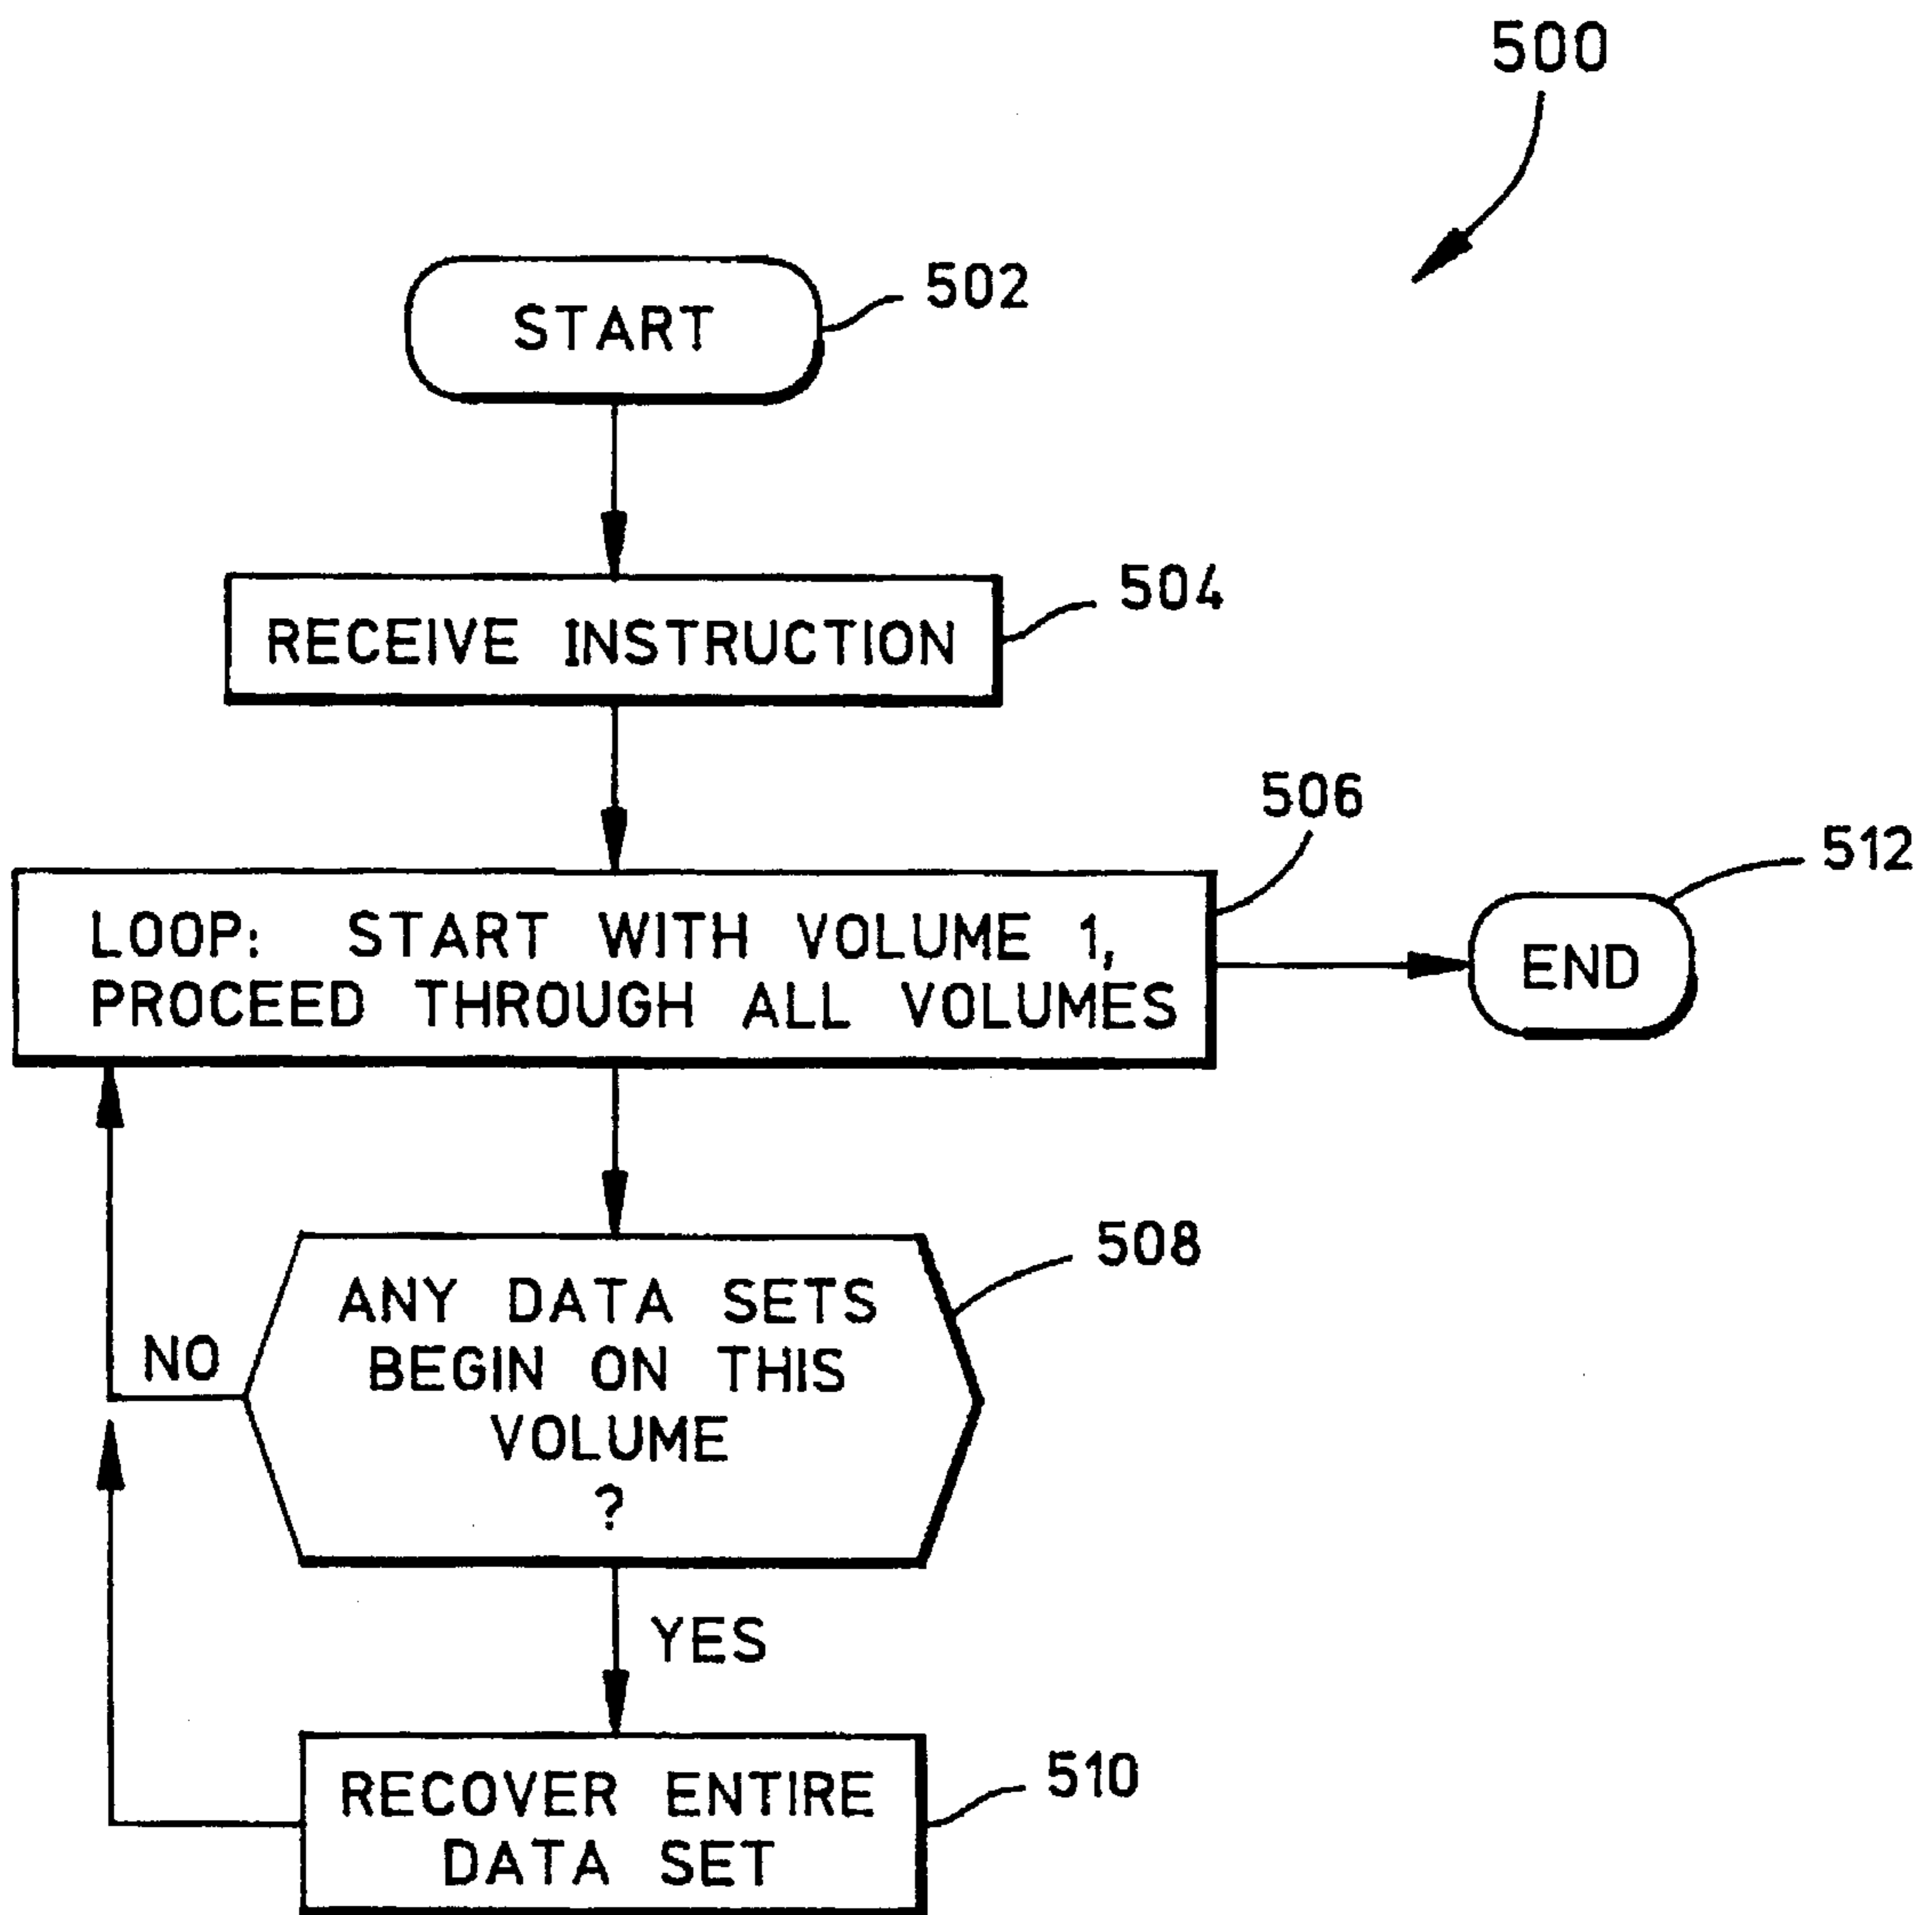 500
START
502
RECEIVE INSTRUCTION
504
506
512
LOOP: START WITH VOLUME 1,
PROCEED THROUGH ALL VOLUMES
END
508
ANY DATA SETS
BEGIN ON THIS
VOLUME
?
NO
YES
510
RECOVER ENTIRE
DATA SET